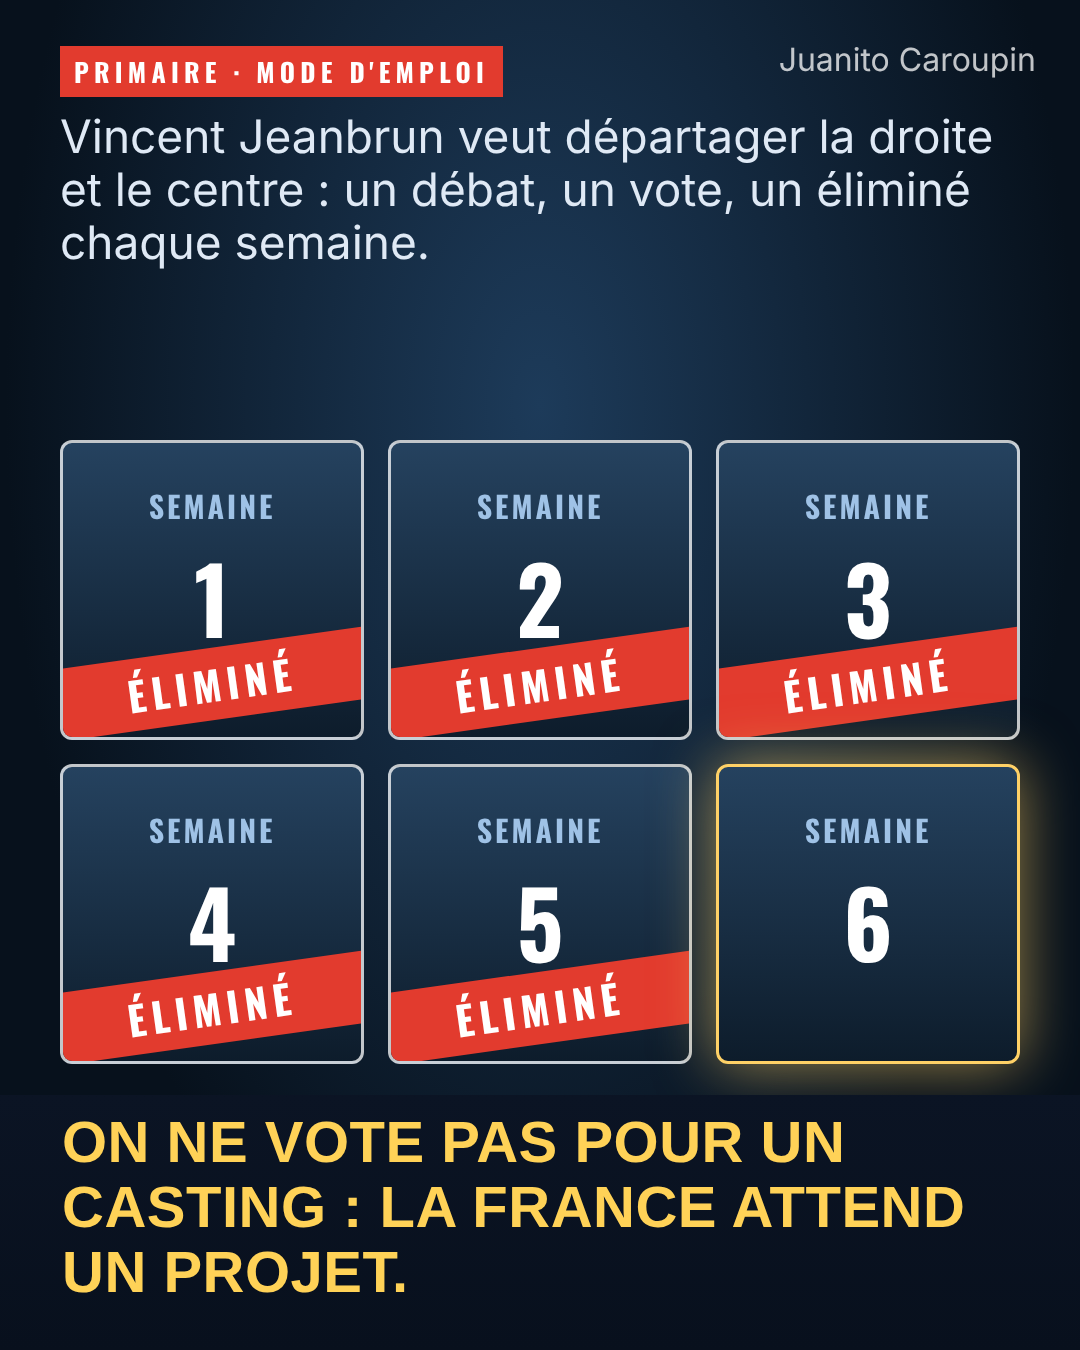 PRIMAIRE · MODE D'EMPLOI
Juanito Caroupin
Vincent Jeanbrun veut départager la droite
et le centre : un débat, un vote, un éliminé
chaque semaine.
SEMAINE
1
ÉLIMINÉ
SEMAINE
2
ÉLIMINÉ
SEMAINE
3
ÉLIMINÉ
SEMAINE
4
ÉLIMINÉ
SEMAINE
5
ÉLIMINÉ
SEMAINE
6
ON NE VOTE PAS POUR UN
CASTING : LA FRANCE ATTEND
UN PROJET.